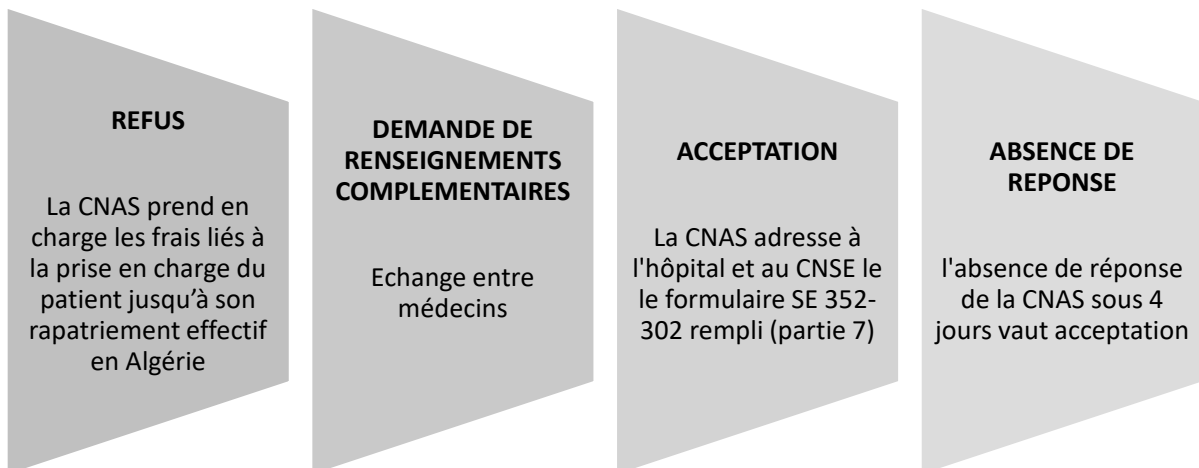 REFUS
La CNAS prend en
charge les frais liés à
la prise en charge du
patient jusqu’à son
rapatriement effectif
en Algérie
DEMANDE DE
RENSEIGNEMENTS
COMPLEMENTAIRES
Echange entre
médecins
ACCEPTATION
La CNAS adresse à
l'hôpital et au CNSE le
le formulaire SE 352-
302 rempli (partie 7)
ABSENCE DE
REPONSE
l'absence de réponse
de la CNAS sous 4
jours vaut acceptation